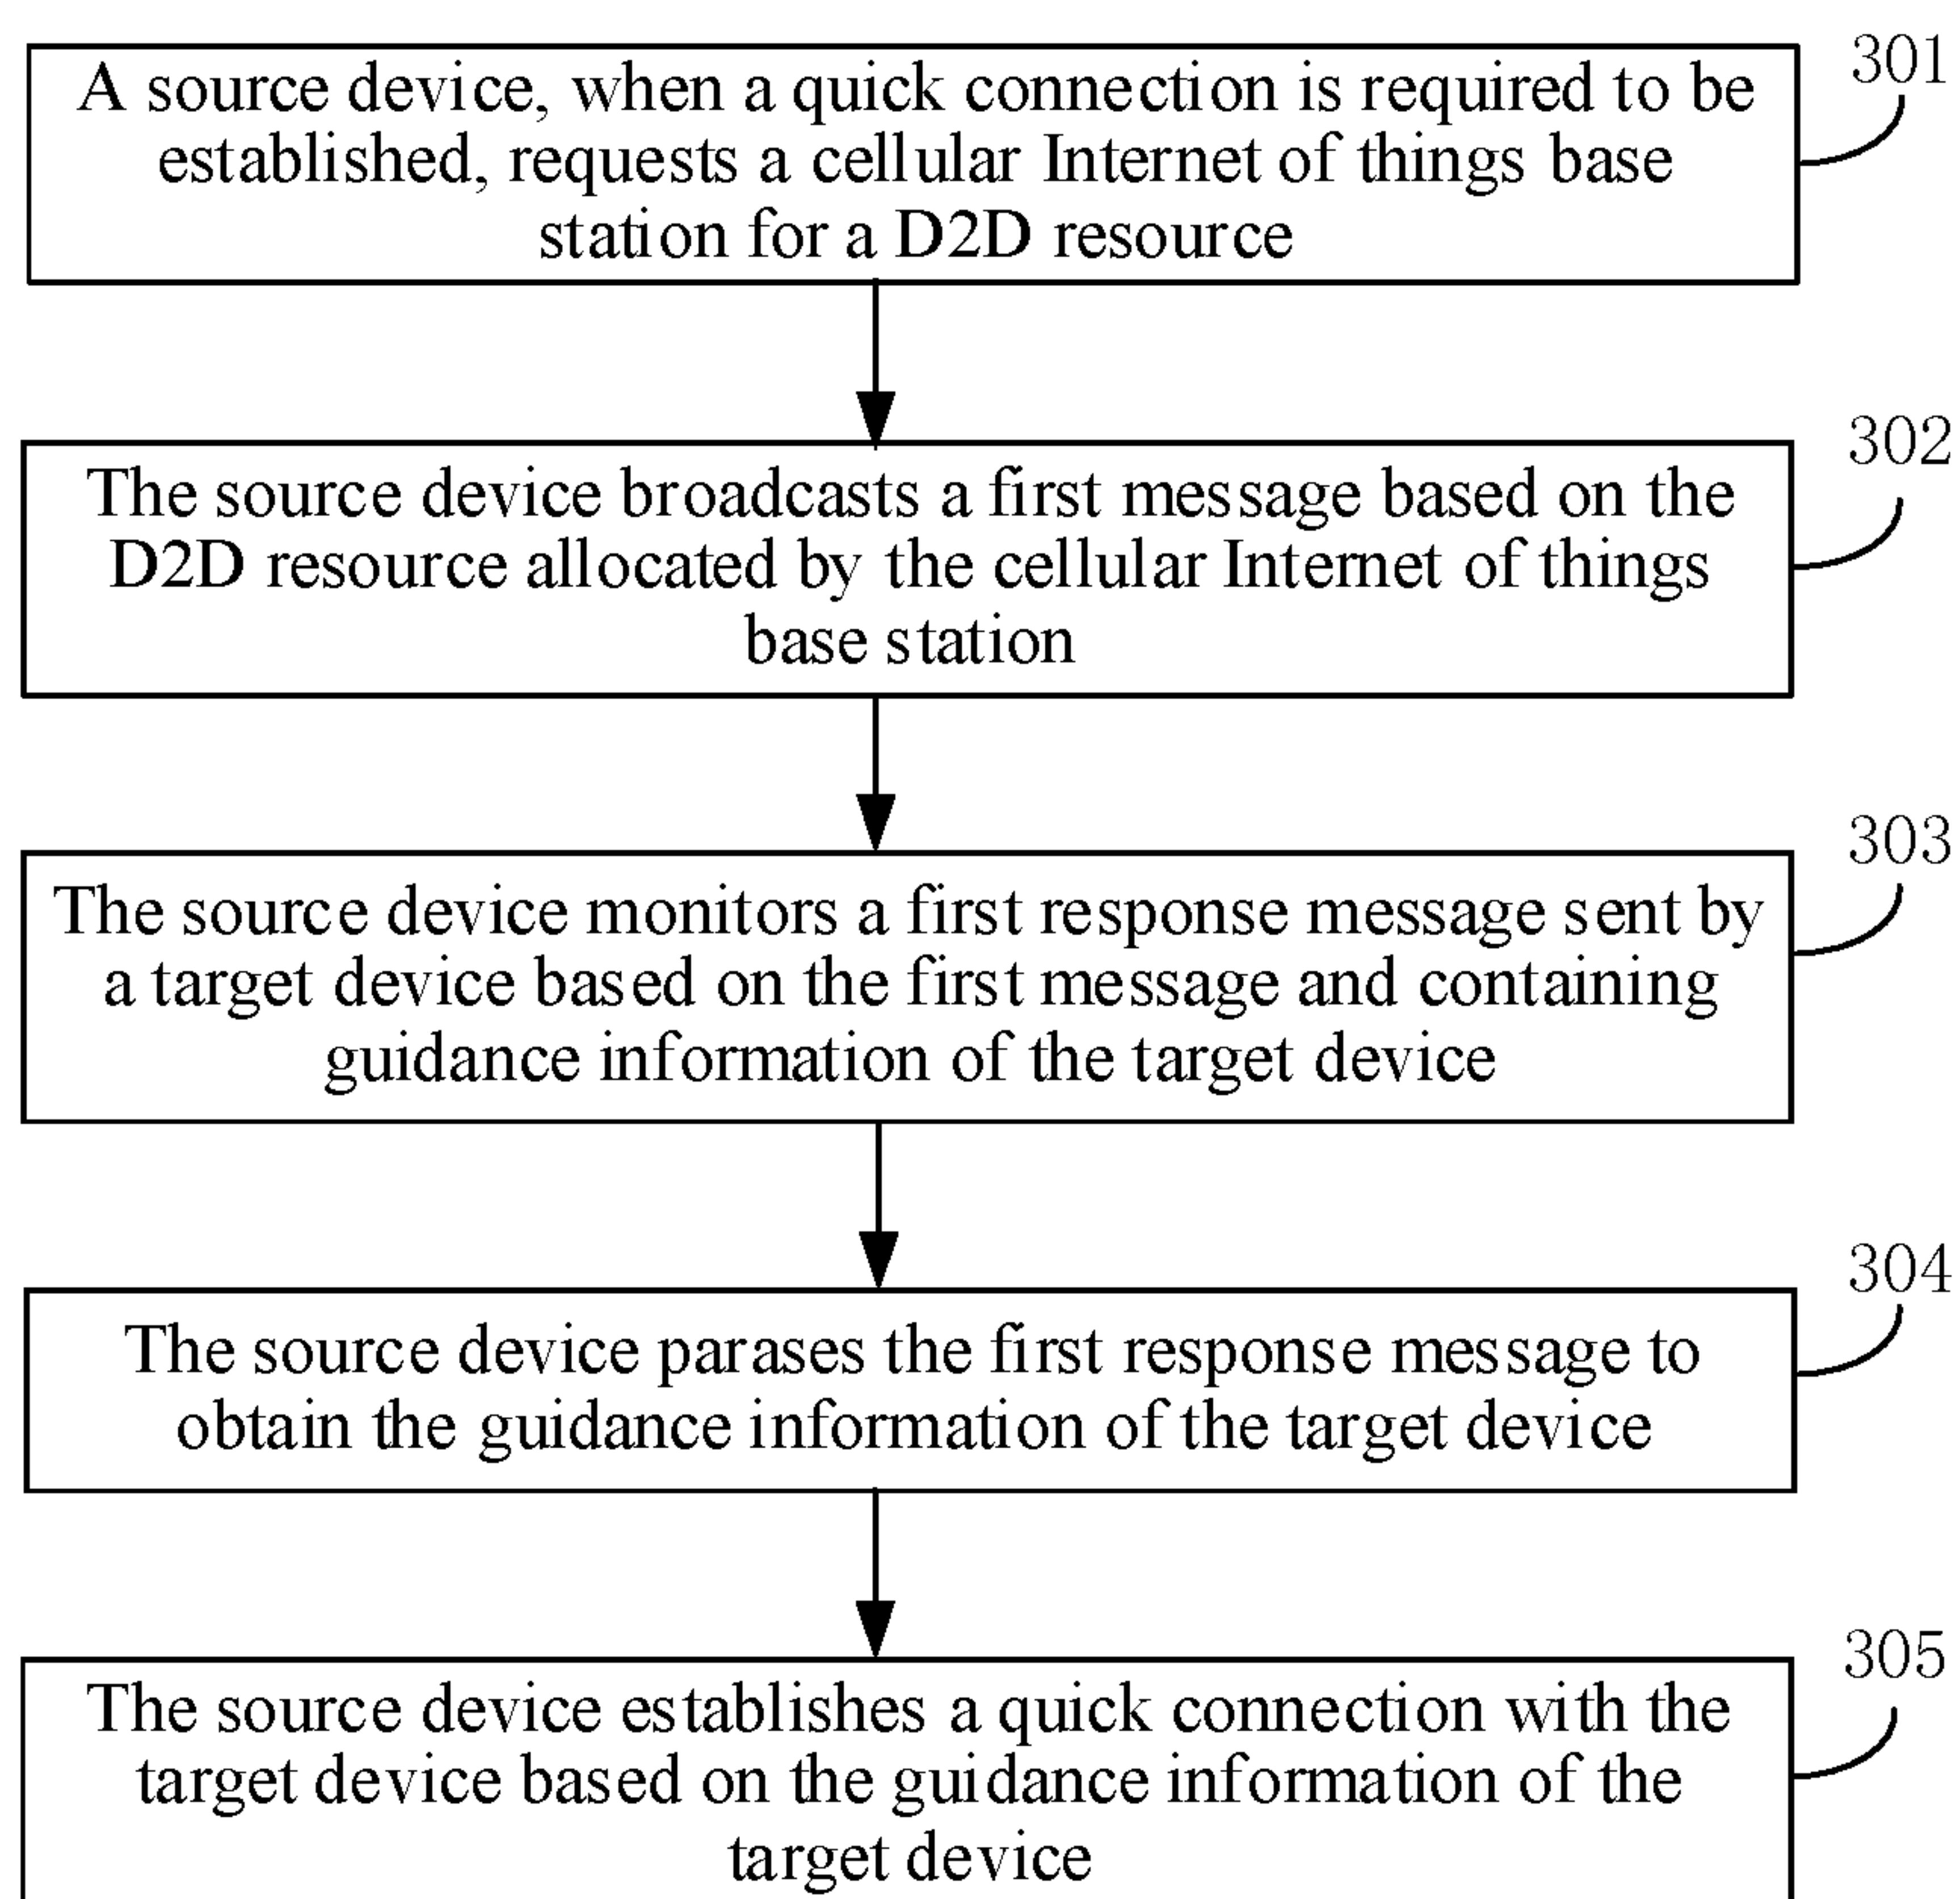 301
A source device, when a quick connection is required to be
established, requests a cellular Internet of things base
station for a D2D resource
302
The source device broadcasts a first message based on the
D2D resource allocated by the cellular Internet of things
base station
303
The source device monitors a first response message sent by
a target device based on the first message and containing
guidance information of the target device
304
The source device parases the first response message to
obtain the guidance information of the target device
305
The source device establishes a quick connection with the
target device based on the guidance information of the
target device